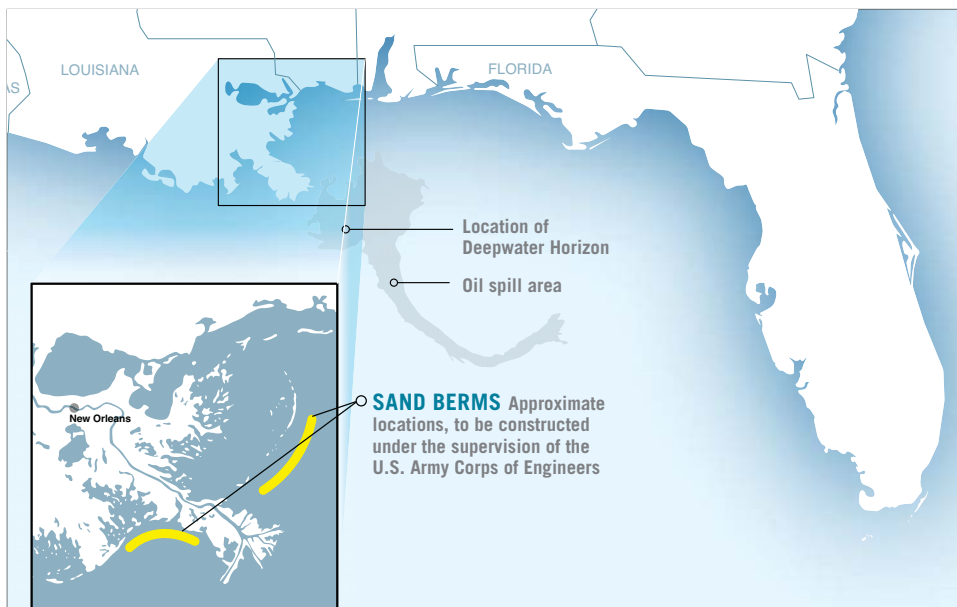 LOUISIANA
AS
FLORIDA
Location of
Deepwater Horizon
Oil spill area
New Orleans
SAND BERMS Approximate
locations, to be constructed
under the supervision of the
U.S. Army Corps of Engineers